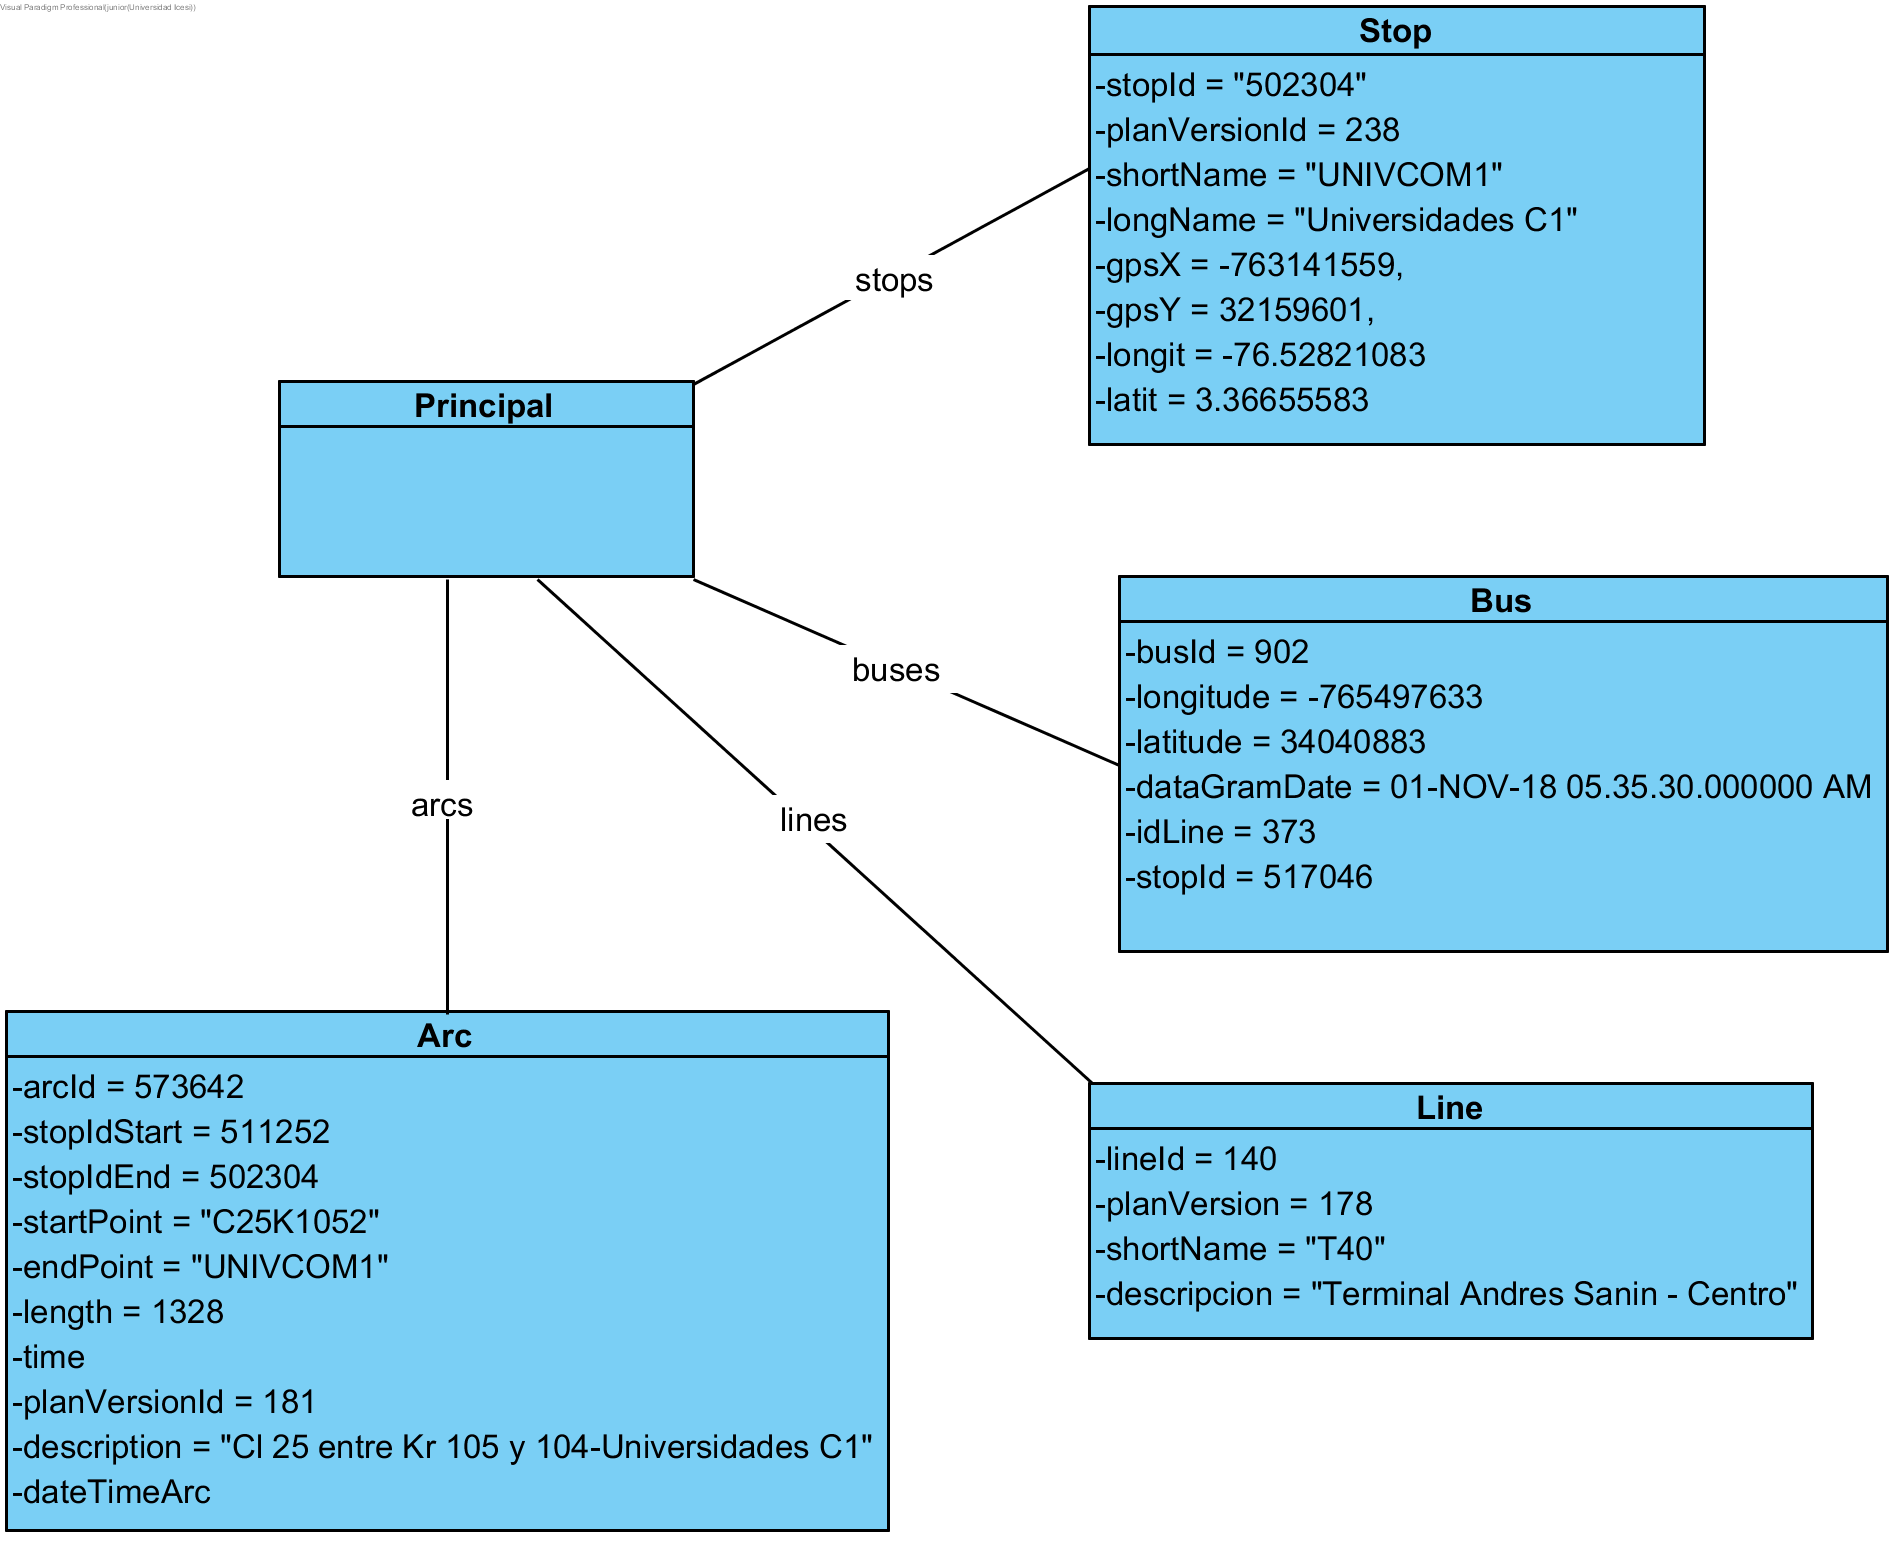 Visual Paradigm Professional(junior(Universidad Icesi))
Stop
-stopId = "502304"
-planVersionId = 238
-shortName = "UNIVCOM1"
-longName = "Universidades C1"
-gpsX = -763141559,
-gpsY = 32159601,
-longit = -76.52821083
-latit = 3.36655583
stops
Principal
Bus
-busId = 902
-longitude = -765497633
-latitude = 34040883
-dataGramDate = 01-NOV-18 05.35.30.000000 AM
-idLine = 373
-stopId = 517046
buses
arcs
lines
Arc
-arcId = 573642
-stopIdStart = 511252
-stopIdEnd = 502304
-startPoint = "C25K1052"
-endPoint = "UNIVCOM1"
-length = 1328
-time
-planVersionId = 181
-description = "Cl 25 entre Kr 105 y 104-Universidades C1"
-dateTimeArc
Line
-lineId = 140
-planVersion = 178
-shortName = "T40"
-descripcion = "Terminal Andres Sanin - Centro"